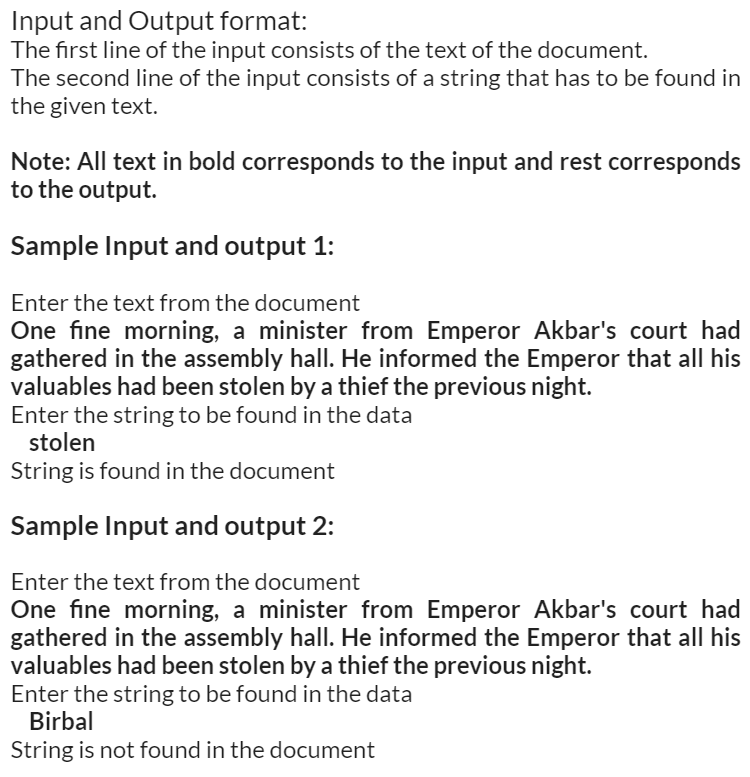 Input and Output format:
The first line of the input consists of the text of the document.
The second line of the input consists of a string that has to be found in
the given text.
Note: All text in bold corresponds to the input and rest corresponds
to the output.
Sample Input and output 1:
Enter the text from the document
One fine morning, a minister from Emperor Akbar's court had
gathered in the assembly hall. He informed the Emperor that all his
valuables had been stolen by a thief the previous night.
Enter the string to be found in the data
stolen
String is found in the document
Sample Input and output 2:
Enter the text from the document
One fine morning, a minister from Emperor Akbar's court had
gathered in the assembly hall. He informed the Emperor that all his
valuables had been stolen by a thief the previous night.
Enter the string to be found in the data
Birbal
String is not found in the document